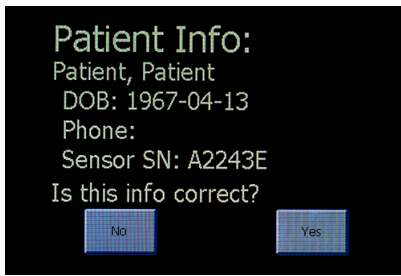 Patient Info:
Patient, Patient
DOB: 1967-04-13
Phone:
Sensor SN: A2243E
Is this info correct?
No
Yes